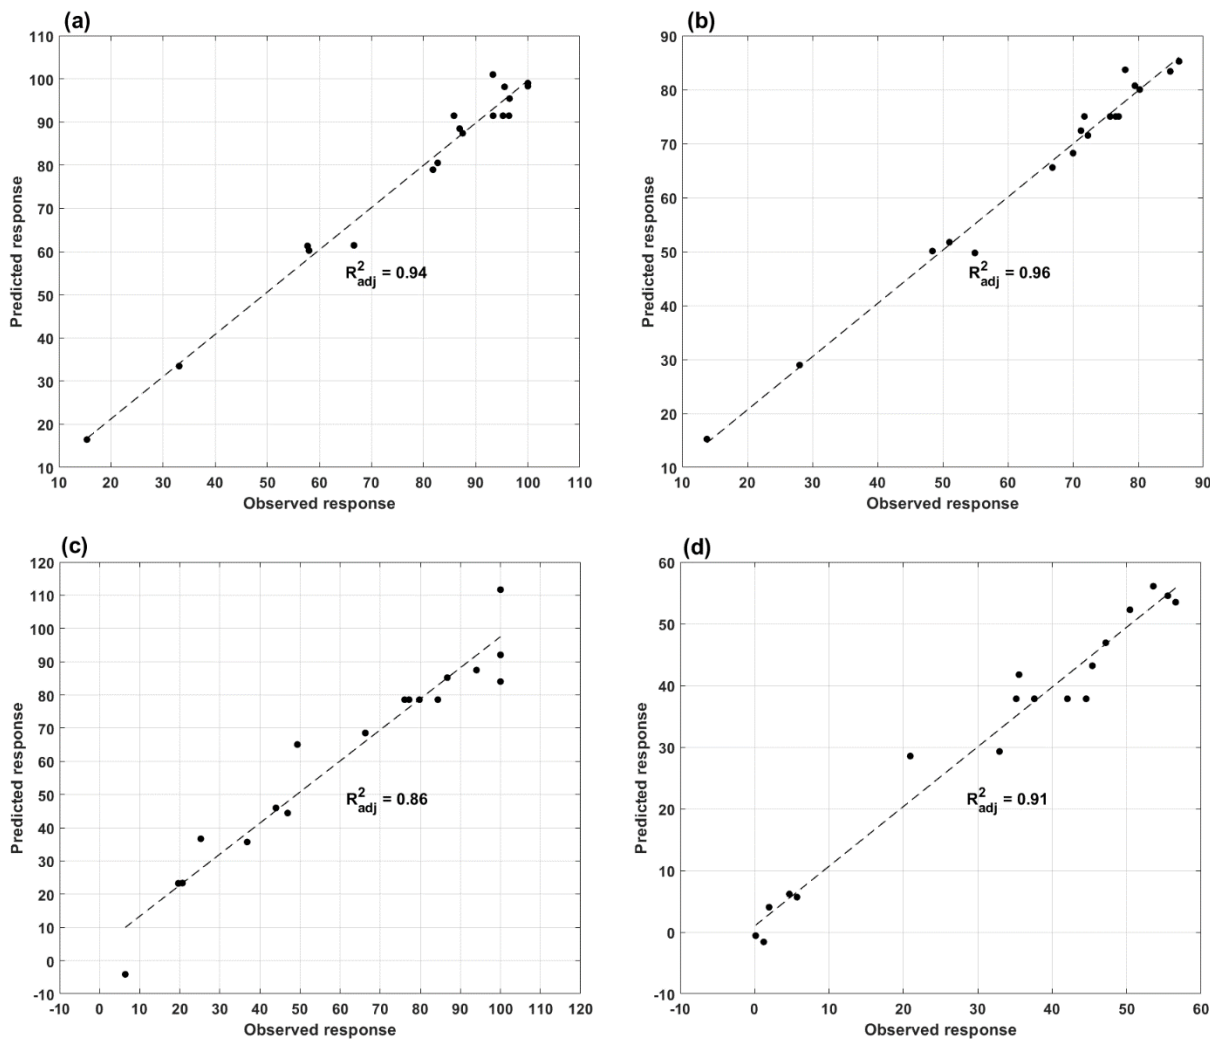 (a)
110
100
90
80
70
60
50
40
30
20
10
Predicted response
R²adj = 0.94
10 20 30 40 50 60 70 80 90 100 110
Observed response
(b)
90
80
70
60
50
40
30
20
10
Predicted response
R²adj = 0.96
10 20 30 40 50 60 70 80 90
Observed response
(c)
120
110
100
90
80
70
60
50
40
30
20
10
0
-10
Predicted response
R²adj = 0.86
-10 0 10 20 30 40 50 60 70 80 90 100 110 120
Observed response
(d)
60
50
40
30
20
10
0
-10
Predicted response
R²adj = 0.91
-10 0 10 20 30 40 50 60
Observed response